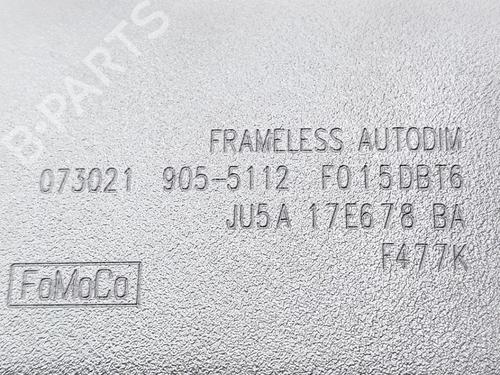 B-PARTS
FRAMELESS AUTODIM
073021 905-5112 F015DBT6
JU5A 17E678 BA
F477K
FoMoCo